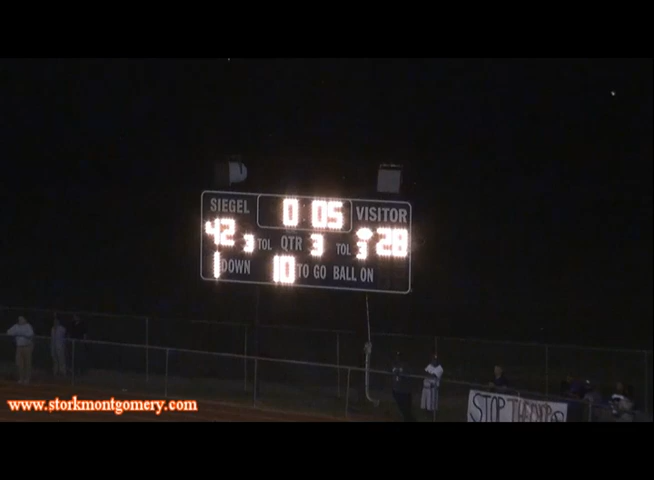 SIEGEL 0 05 VISITOR
42 3 TOL QTR 3 TOL 3 28
1 DOWN 10 TO GO BALL ON
www.storkmontgomery.com
STOP